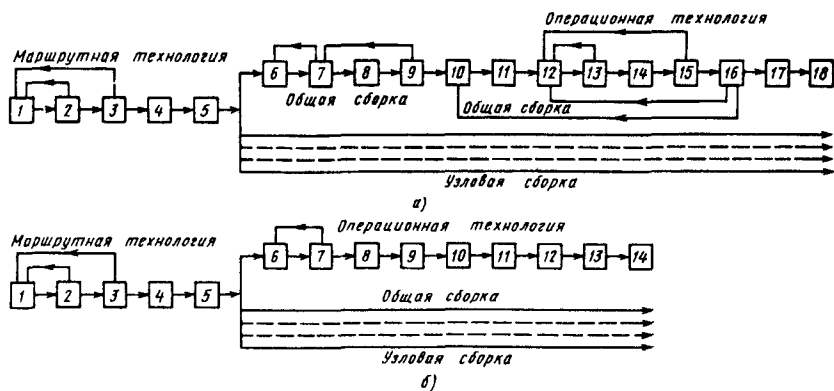 Операционная технология
Маршрутная технология
1 2 3 4 5 6 7 8 9 10 11 12 13 14 15 16 17 18
Общая сборка
Общая сборка
Узловая сборка
а)
Операционная технология
Маршрутная технология
1 2 3 4 5 6 7 8 9 10 11 12 13 14
Общая сборка
Узловая сборка
б)